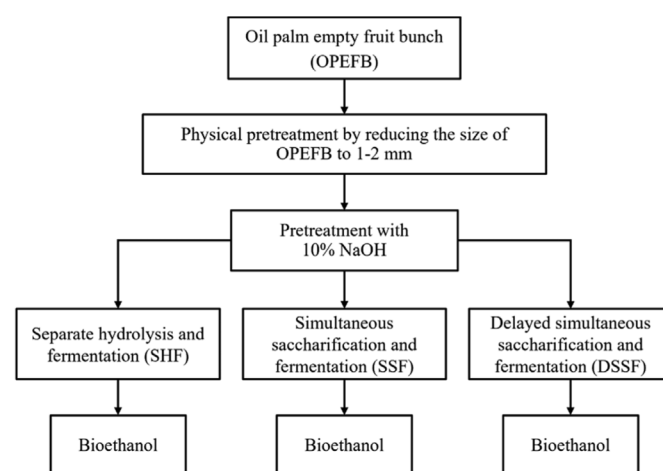 Oil palm empty fruit bunch
(OPEFB)
Physical pretreatment by reducing the size of
OPEFB to 1-2 mm
Pretreatment with
10% NaOH
Separate hydrolysis and
fermentation (SHF)
Simultaneous
saccharification and
fermentation (SSF)
Delayed simultaneous
saccharification and
fermentation (DSSF)
Bioethanol
Bioethanol
Bioethanol